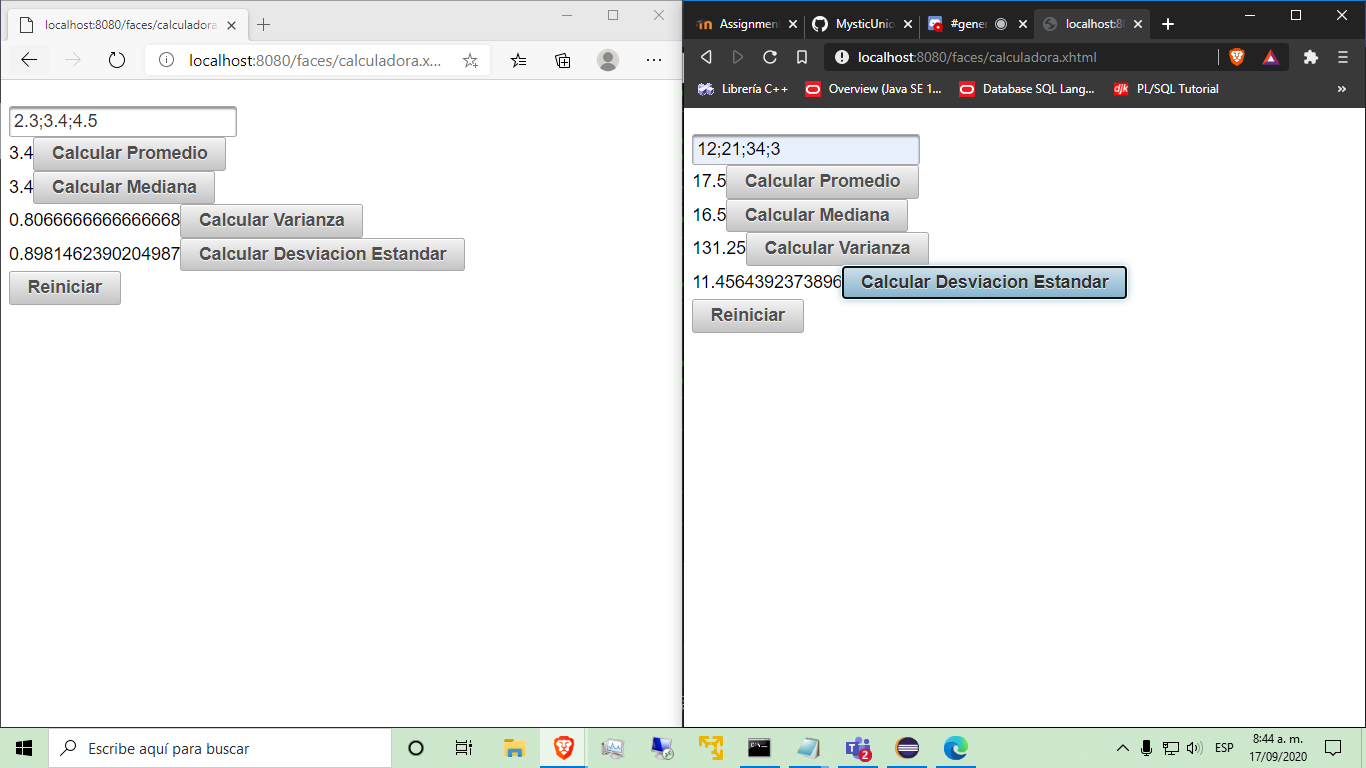 localhost:8080/faces/calculadora
localhost:8080/faces/calculadora.x...
2.3;3.4;4.5
3.4 Calcular Promedio
3.4 Calcular Mediana
0.8066666666666668 Calcular Varianza
0.8981462390204987 Calcular Desviacion Estandar
Reiniciar
Assignmen MysticUnio #gener localhost:8
localhost:8080/faces/calculadora.xhtml
Librería C++ Overview (Java SE 1... Database SQL Lang... djk PL/SQL Tutorial »
12;21;34;3
17.5 Calcular Promedio
16.5 Calcular Mediana
131.25 Calcular Varianza
11.4564392373896 Calcular Desviacion Estandar
Reiniciar
Escribe aquí para buscar
2
ESP
8:44 a. m.
17/09/2020